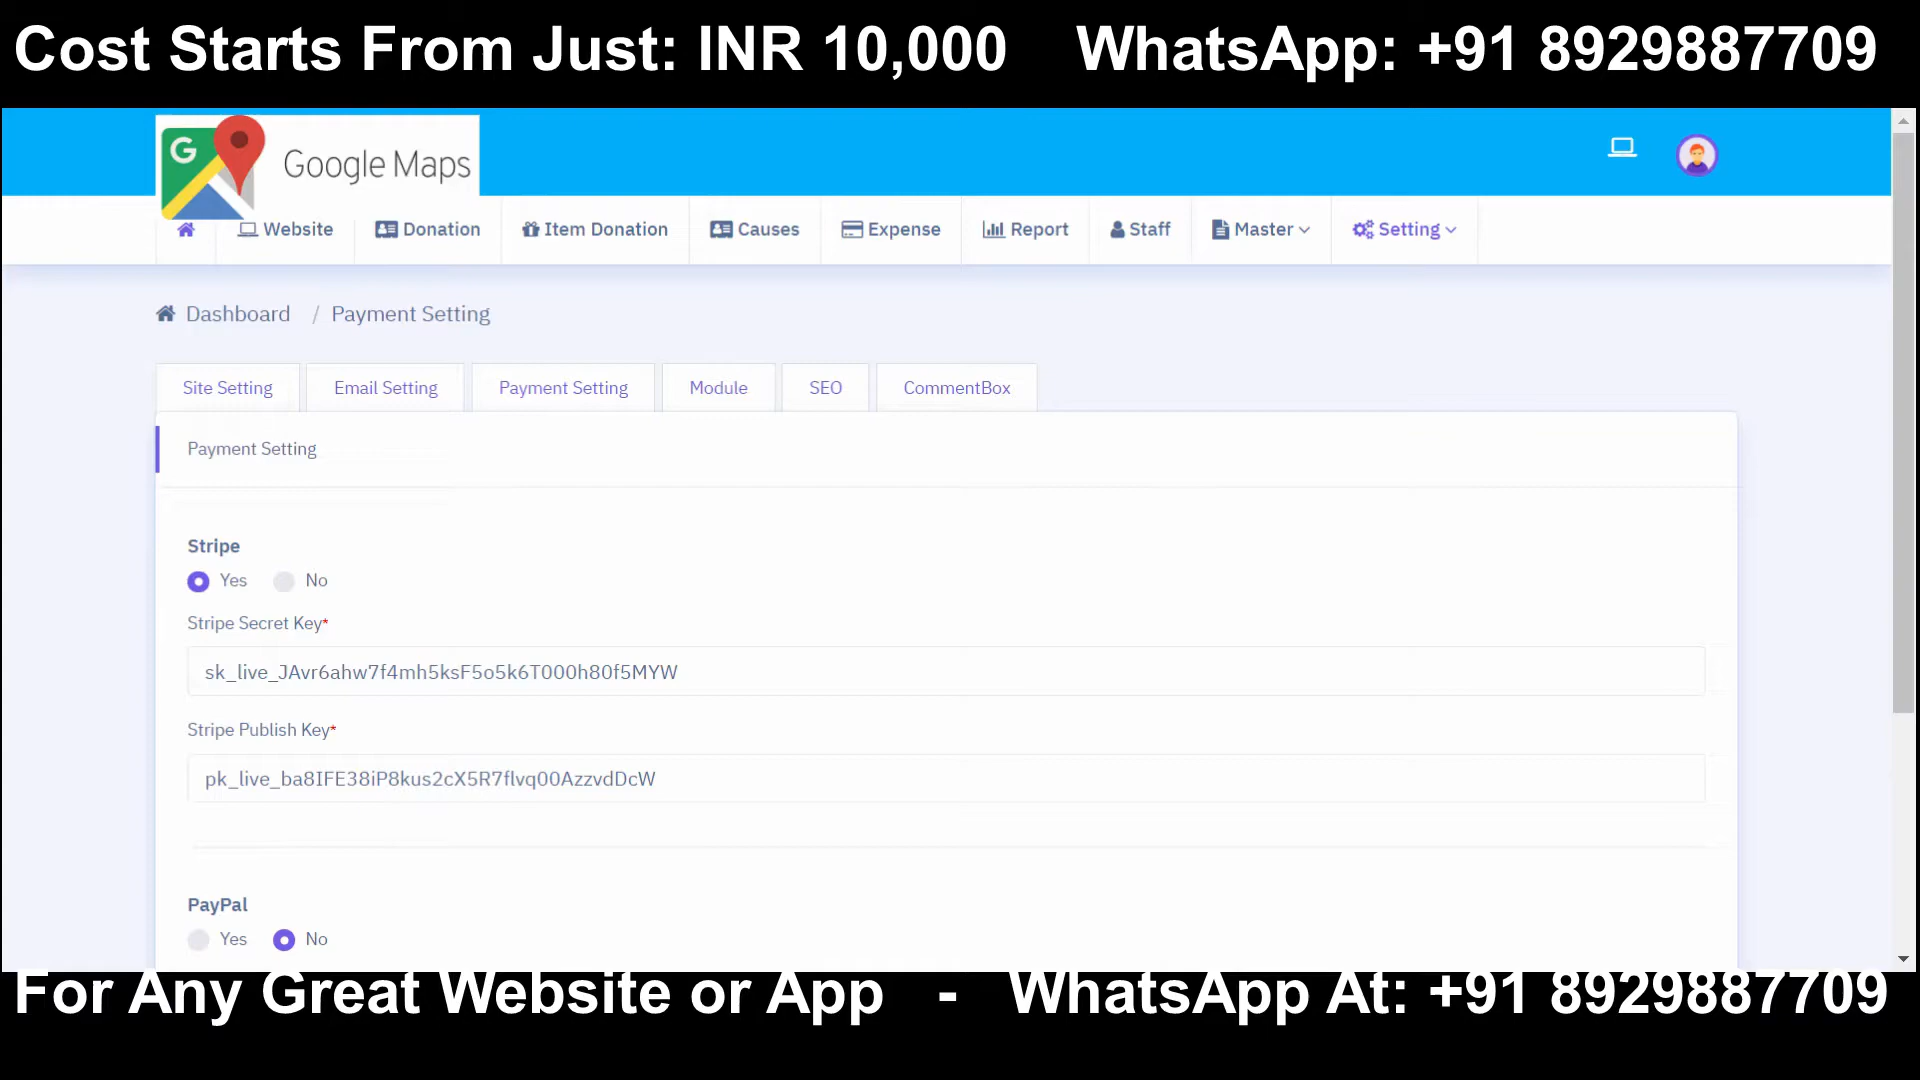 Cost Starts From Just: INR 10,000 WhatsApp: +91 8929887709
G Google Maps
Website Donation Item Donation Causes Expense Report Staff Master Setting
Dashboard / Payment Setting
Site Setting Email Setting Payment Setting Module SEO CommentBox
Payment Setting
Stripe
Yes No
Stripe Secret Key*
sk_live_JAvr6ahw7f4mh5ksF5o5k6T000h80f5MYW
Stripe Publish Key*
pk_live_ba8IFE38iP8kus2cX5R7flvq00AzzvdDcW
PayPal
Yes No
For Any Great Website or App - WhatsApp At: +91 8929887709